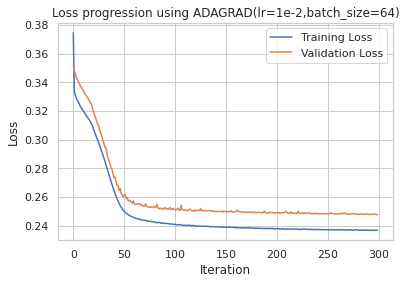 Loss progression using ADAGRAD(lr=1e-2,batch_size=64)
0.38
0.36
0.34
0.32
0.30
0.28
0.26
0.24
Loss
Training Loss
Validation Loss
0 50 100 150 200 250 300
Iteration